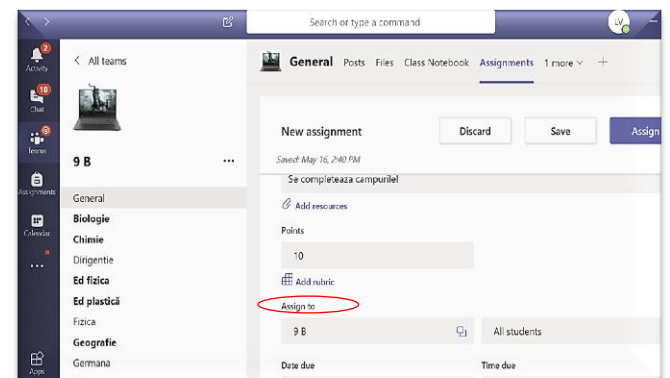 Search or type a command
LV
2
Activity
10
Chat
Teams
Assignments
Calendar
Apps
All teams
9 B
General
Biologie
Chimie
Dirigentie
Ed fizica
Ed plastică
Fizica
Geografie
Germana
General Posts Files Class Notebook Assignments 1 more
New assignment Discard Save Assign
Saved: May 16, 2:40 PM
Se completeaza campurile!
Add resources
Points
10
Add rubric
Assign to
9 B All students
Date due Time due